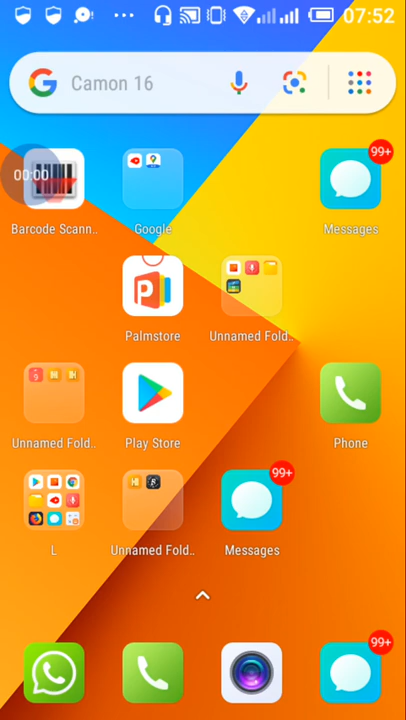 07:52
Camon 16
00:00
99+
Barcode Scann..
Google
Messages
Palmstore
Unnamed Fold..
Unnamed Fold..
Play Store
Phone
99+
L
Unnamed Fold..
Messages
99+